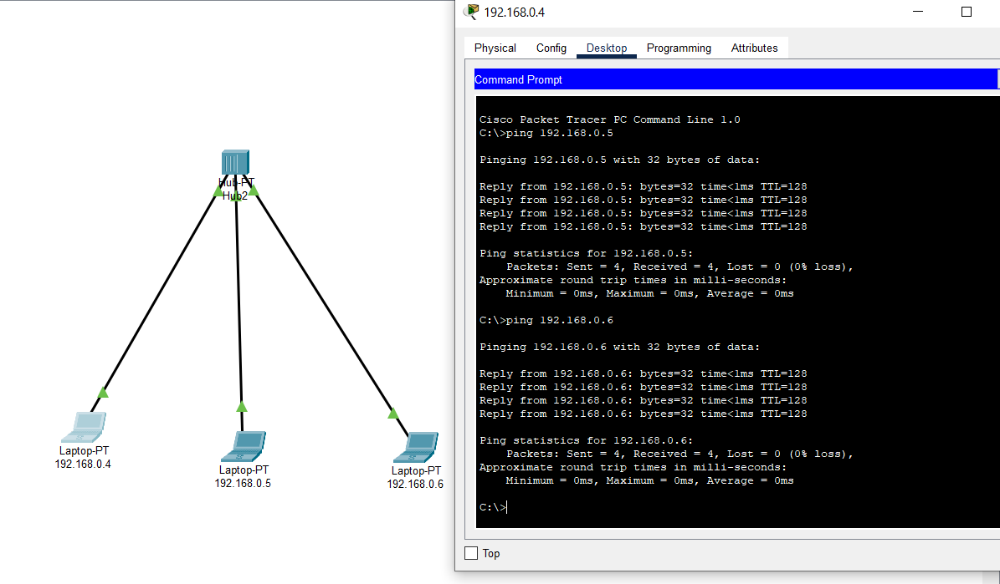 192.168.0.4
Physical Config Desktop Programming Attributes
Command Prompt
Cisco Packet Tracer PC Command Line 1.0
C:\>ping 192.168.0.5
Pinging 192.168.0.5 with 32 bytes of data:
Reply from 192.168.0.5: bytes=32 time<1ms TTL=128
Reply from 192.168.0.5: bytes=32 time<1ms TTL=128
Reply from 192.168.0.5: bytes=32 time<1ms TTL=128
Reply from 192.168.0.5: bytes=32 time<1ms TTL=128
Ping statistics for 192.168.0.5:
Packets: Sent = 4, Received = 4, Lost = 0 (0% loss),
Approximate round trip times in milli-seconds:
Minimum = 0ms, Maximum = 0ms, Average = 0ms
C:\>ping 192.168.0.6
Pinging 192.168.0.6 with 32 bytes of data:
Reply from 192.168.0.6: bytes=32 time<1ms TTL=128
Reply from 192.168.0.6: bytes=32 time<1ms TTL=128
Reply from 192.168.0.6: bytes=32 time<1ms TTL=128
Reply from 192.168.0.6: bytes=32 time<1ms TTL=128
Ping statistics for 192.168.0.6:
Packets: Sent = 4, Received = 4, Lost = 0 (0% loss),
Approximate round trip times in milli-seconds:
Minimum = 0ms, Maximum = 0ms, Average = 0ms
C:\>
Top
Hub-PT
Hub2
Laptop-PT
192.168.0.4
Laptop-PT
192.168.0.5
Laptop-PT
192.168.0.6